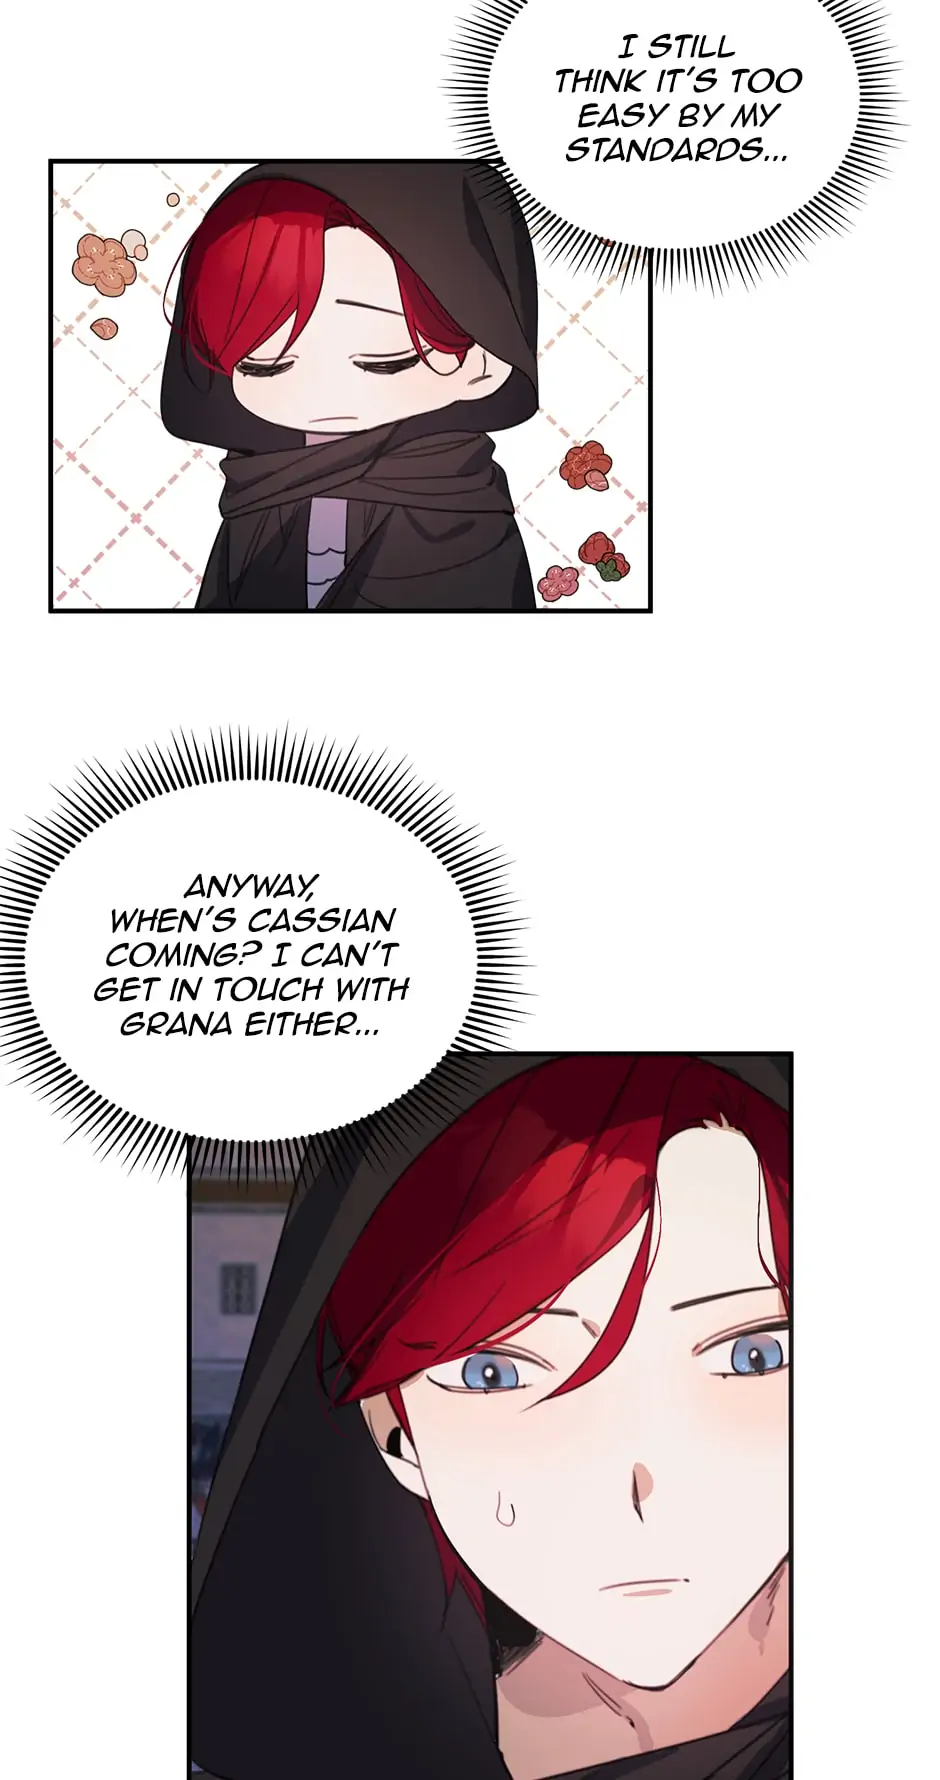 I STILL
THINK IT'S TOO
EASY BY MY
STANDARDS...
ANYWAY,
WHEN'S CASSIAN
COMING? I CAN'T
GET IN TOUCH WITH
GRANA EITHER...